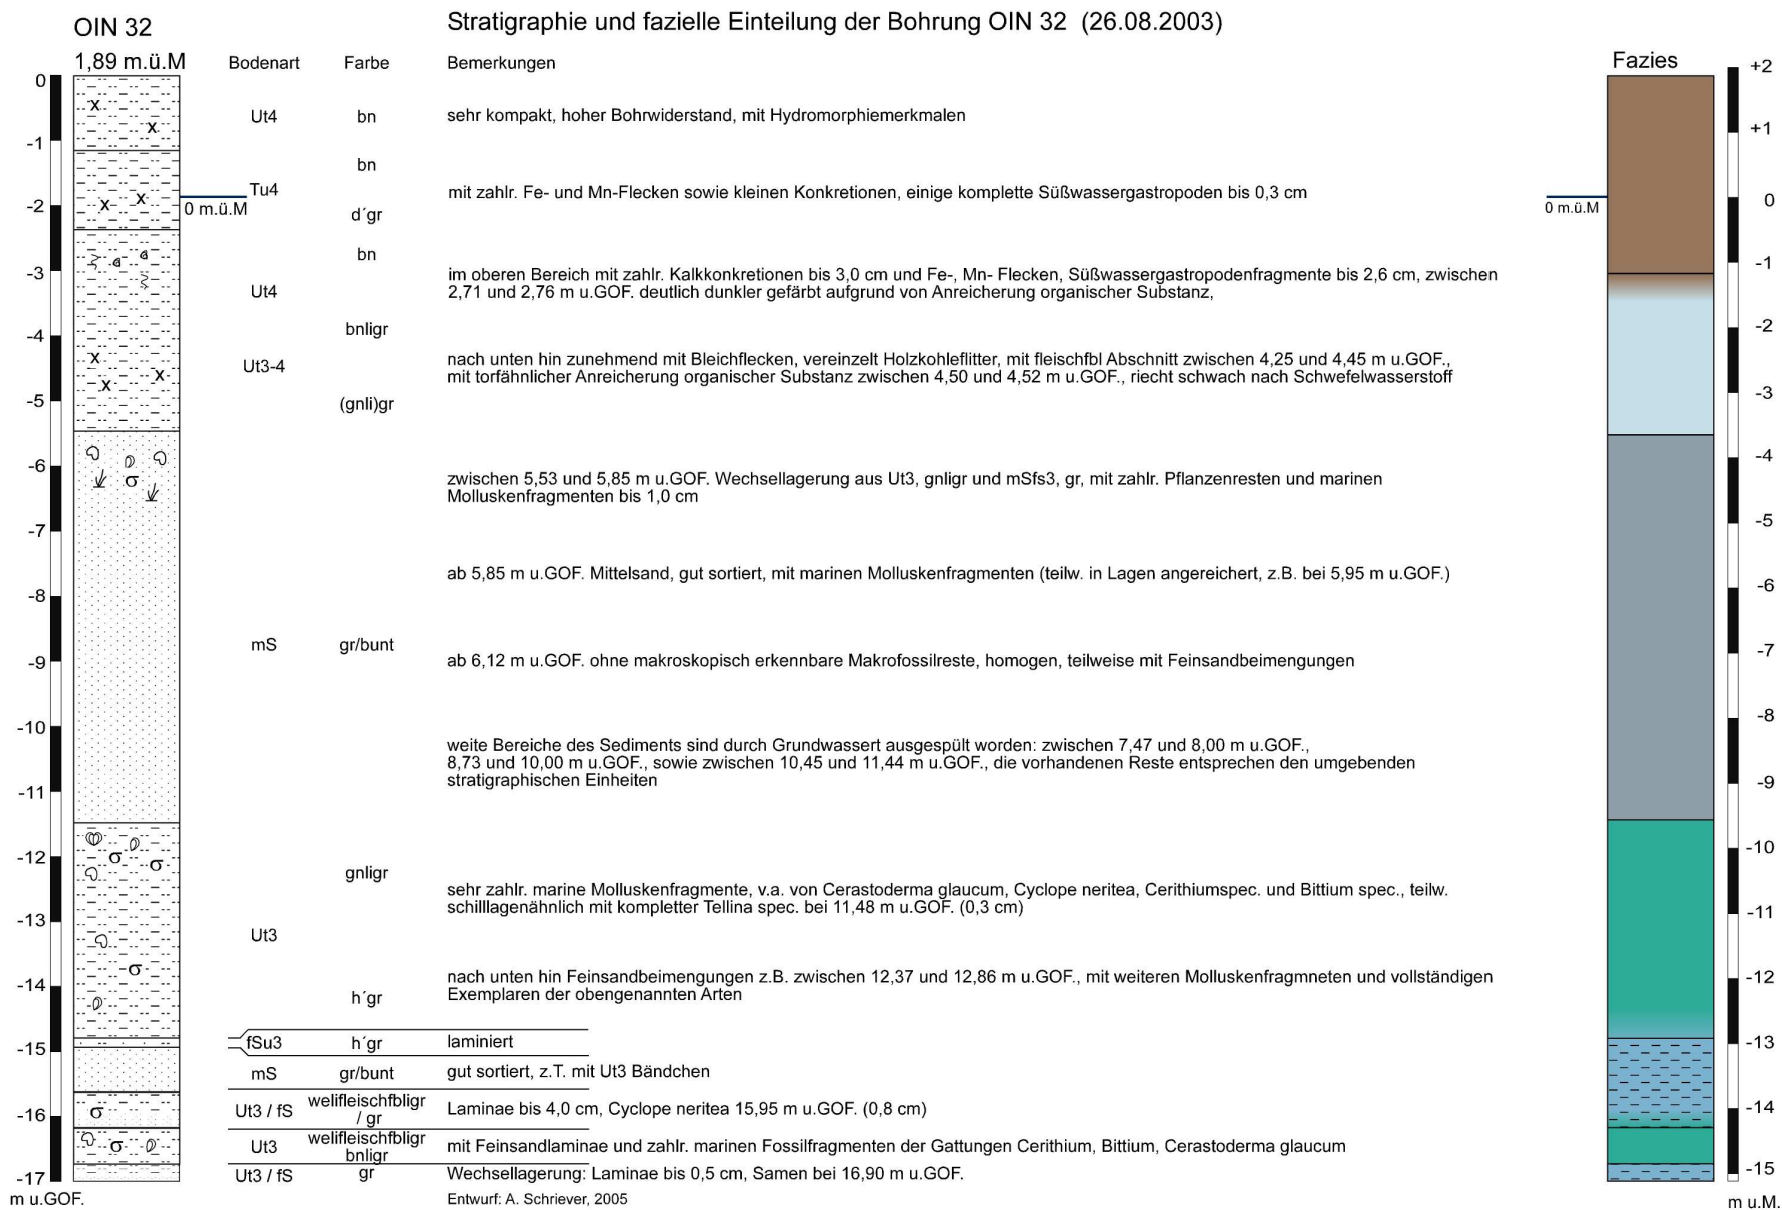 OIN 32
Stratigraphie und fazielle Einteilung der Bohrung OIN 32 (26.08.2003)
1,89 m.ü.M
Bodenart
Farbe
Bemerkungen
Fazies
0
-1
-2
-3
-4
-5
-6
-7
-8
-9
-10
-11
-12
-13
-14
-15
-16
-17
m u.GOF.
0 m.ü.M
Ut4
bn
sehr kompakt, hoher Bohrwiderstand, mit Hydromorphiemerkmalen
bn
Tu4
mit zahlr. Fe- und Mn-Flecken sowie kleinen Konkretionen, einige komplette Süßwassergastropoden bis 0,3 cm
d´gr
bn
Ut4
im oberen Bereich mit zahlr. Kalkkonkretionen bis 3,0 cm und Fe-, Mn- Flecken, Süßwassergastropodenfragmente bis 2,6 cm, zwischen
2,71 und 2,76 m u.GOF. deutlich dunkler gefärbt aufgrund von Anreicherung organischer Substanz,
bnligr
Ut3-4
nach unten hin zunehmend mit Bleichflecken, vereinzelt Holzkohleflitter, mit fleischfbl Abschnitt zwischen 4,25 und 4,45 m u.GOF.,
mit torfähnlicher Anreicherung organischer Substanz zwischen 4,50 und 4,52 m u.GOF., riecht schwach nach Schwefelwasserstoff
(gnli)gr
zwischen 5,53 und 5,85 m u.GOF. Wechsellagerung aus Ut3, gnligr und mSfs3, gr, mit zahlr. Pflanzenresten und marinen
Molluskenfragmenten bis 1,0 cm
ab 5,85 m u.GOF. Mittelsand, gut sortiert, mit marinen Molluskenfragmenten (teilw. in Lagen angereichert, z.B. bei 5,95 m u.GOF.)
mS
gr/bunt
ab 6,12 m u.GOF. ohne makroskopisch erkennbare Makrofossilreste, homogen, teilweise mit Feinsandbeimengungen
weite Bereiche des Sediments sind durch Grundwassert ausgespült worden: zwischen 7,47 und 8,00 m u.GOF.,
8,73 und 10,00 m u.GOF., sowie zwischen 10,45 und 11,44 m u.GOF., die vorhandenen Reste entsprechen den umgebenden
stratigraphischen Einheiten
gnligr
sehr zahlr. marine Molluskenfragmente, v.a. von Cerastoderma glaucum, Cyclope neritea, Cerithiumspec. und Bittium spec., teilw.
schilllagenähnlich mit kompletter Tellina spec. bei 11,48 m u.GOF. (0,3 cm)
Ut3
nach unten hin Feinsandbeimengungen z.B. zwischen 12,37 und 12,86 m u.GOF., mit weiteren Molluskenfragmneten und vollständigen
Exemplaren der obengenannten Arten
h´gr
fSu3
h´gr
laminiert
mS
gr/bunt
gut sortiert, z.T. mit Ut3 Bändchen
Ut3 / fS
welifleischfbligr
/ gr
Laminae bis 4,0 cm, Cyclope neritea 15,95 m u.GOF. (0,8 cm)
Ut3
welifleischfbligr
bnligr
mit Feinsandlaminae und zahlr. marinen Fossilfragmenten der Gattungen Cerithium, Bittium, Cerastoderma glaucum
Ut3 / fS
gr
Wechsellagerung: Laminae bis 0,5 cm, Samen bei 16,90 m u.GOF.
Entwurf: A. Schriever, 2005
0 m.ü.M
+2
+1
0
-1
-2
-3
-4
-5
-6
-7
-8
-9
-10
-11
-12
-13
-14
-15
m u.M.